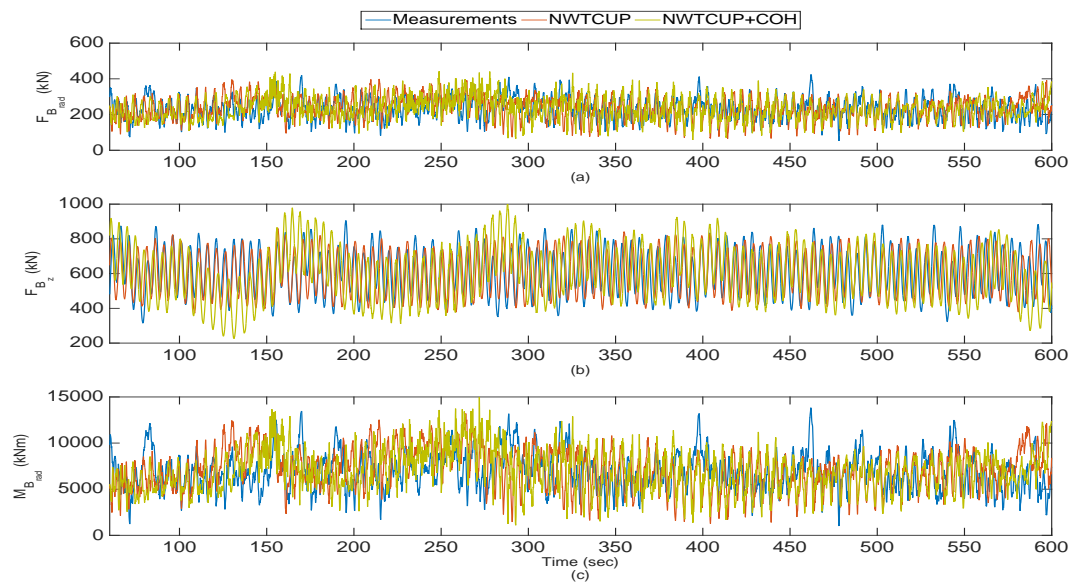 Measurements NWTCUP NWTCUP+COH
600
400
200
0
F_B_rad (kN)
100 150 200 250 300 350 400 450 500 550 600
(a)
1000
800
600
400
200
F_B_z (kN)
100 150 200 250 300 350 400 450 500 550 600
(b)
15000
10000
5000
0
M_B_rad (kNm)
100 150 200 250 300 350 400 450 500 550 600
Time (sec)
(c)